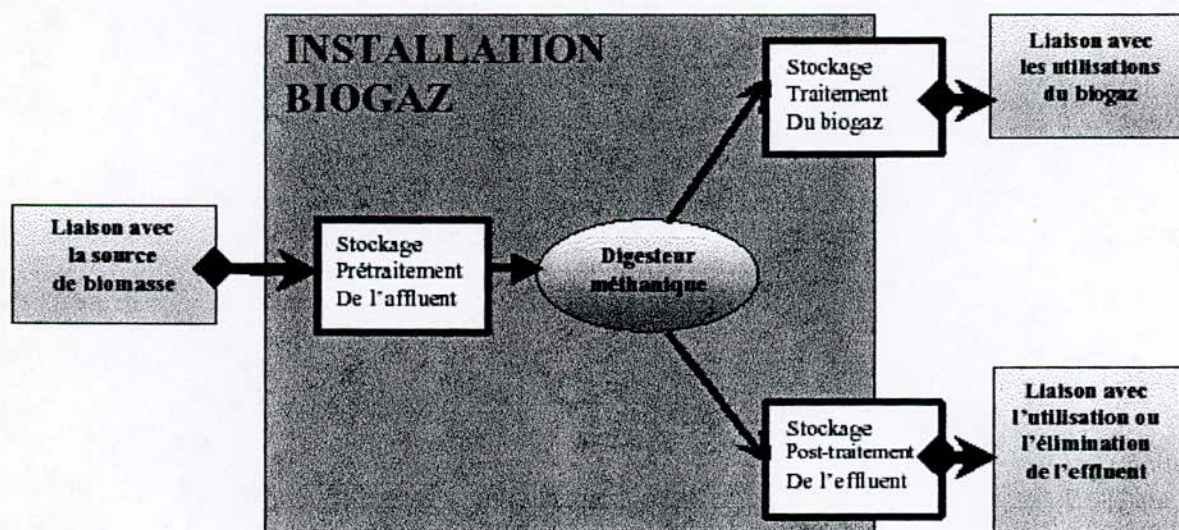 INSTALLATION
BIOGAZ
Liaison avec
la source
de biomasse
Stockage
Prétraitement
De l'affluent
Digesteur
méthanique
Stockage
Traitement
Du biogaz
Liaison avec
les utilisations
du biogaz
Stockage
Post-traitement
De l'effluent
Liaison avec
l'utilisation ou
l'élimination
de l'effluent